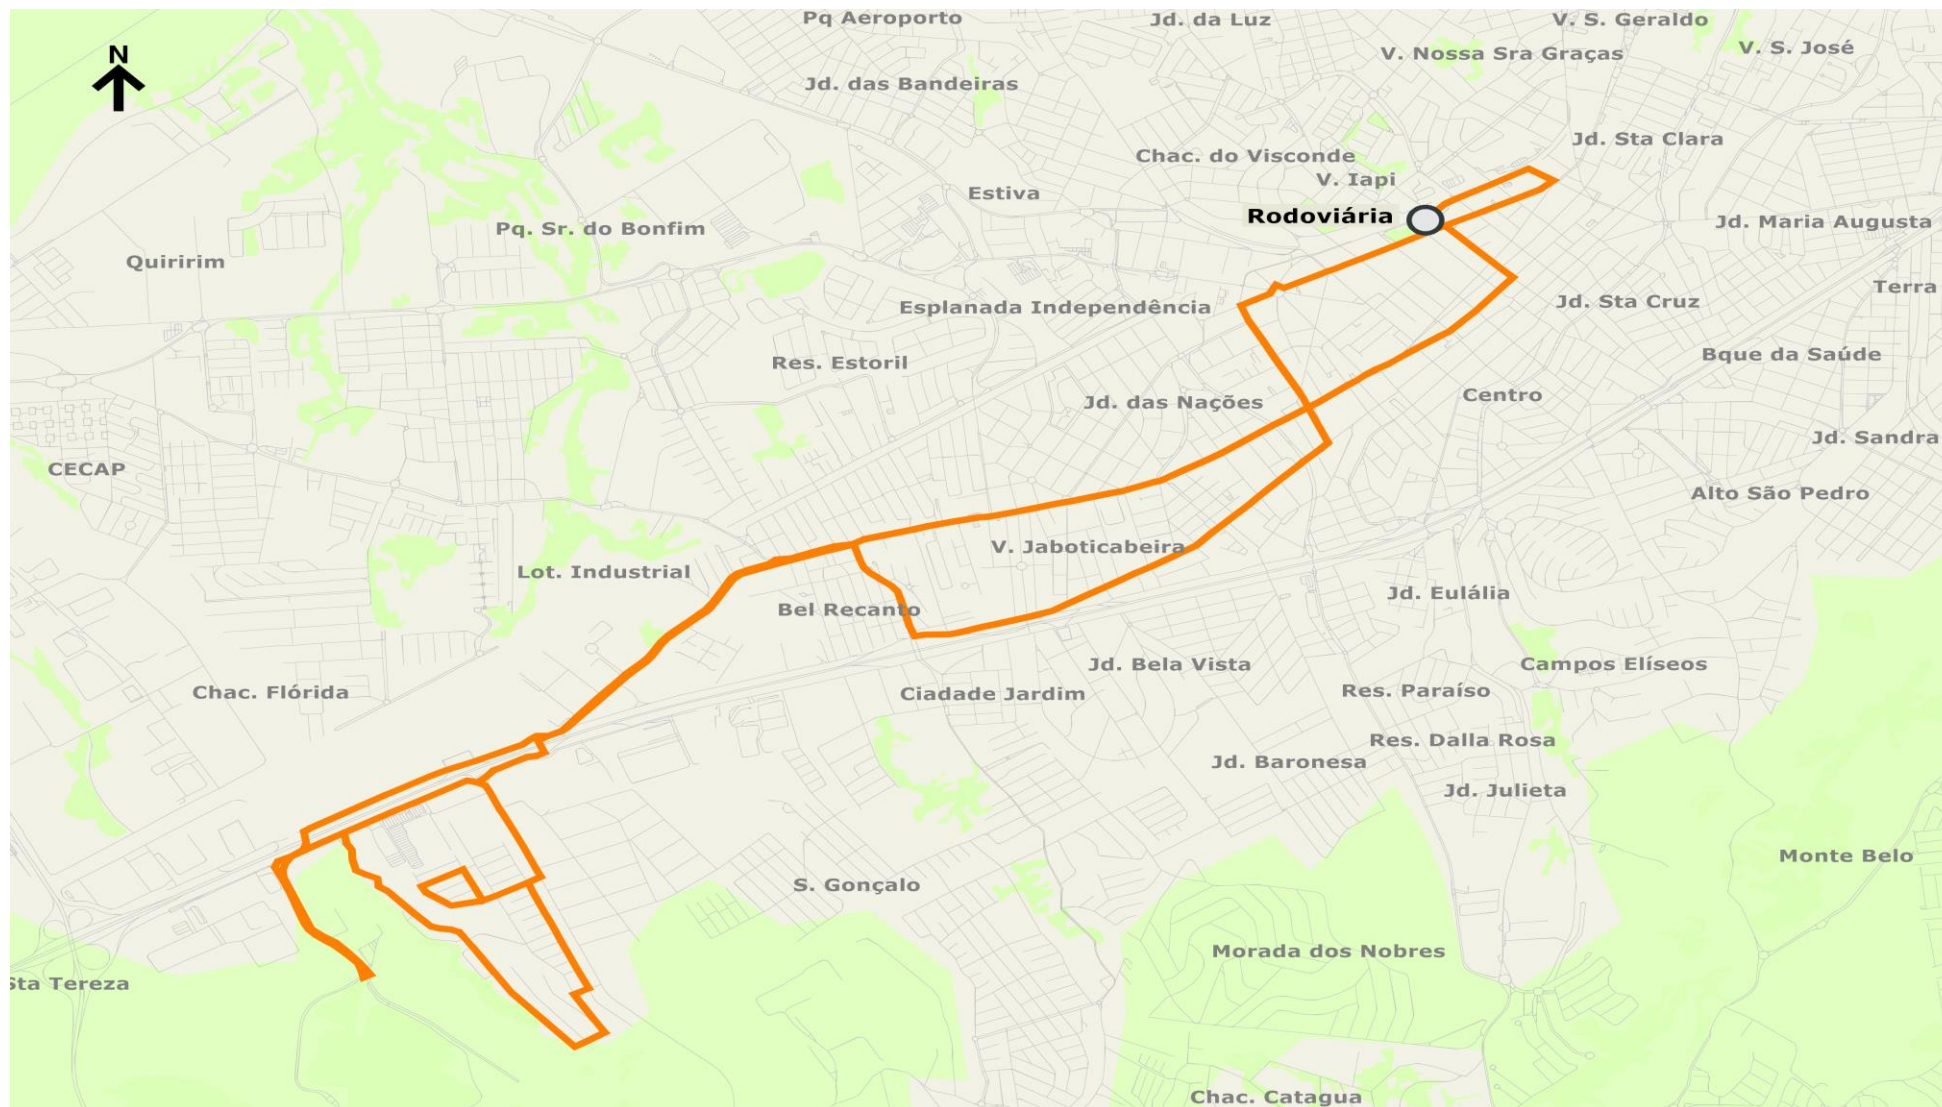 Pq Aeroporto
Jd. da Luz
V. S. Geraldo
V. S. José
N
V. Nossa Sra Graças
Jd. das Bandeiras
Jd. Sta Clara
Chac. do Visconde
V. Iapi
Estiva
Rodoviária
Jd. Maria Augusta
Pq. Sr. do Bonfim
Quiririm
Terra
Jd. Sta Cruz
Esplanada Independência
Bque da Saúde
Res. Estoril
Centro
Jd. das Nações
Jd. Sandra
CECAP
Alto São Pedro
V. Jaboticabeira
Lot. Industrial
Jd. Eulália
Bel Recanto
Jd. Bela Vista
Campos Elíseos
Chac. Flórida
Ciadade Jardim
Res. Paraíso
Res. Dalla Rosa
Jd. Baronesa
Jd. Julieta
Monte Belo
S. Gonçalo
Morada dos Nobres
Sta Tereza
Chac. Catagua